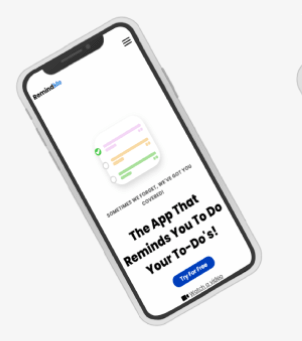 RemindMe
SOMETIMES WE FORGET, WE'VE GOT YOU
COVERED!
The App That
Reminds You To Do
Your To-Do's!
Try For Free
Watch a video